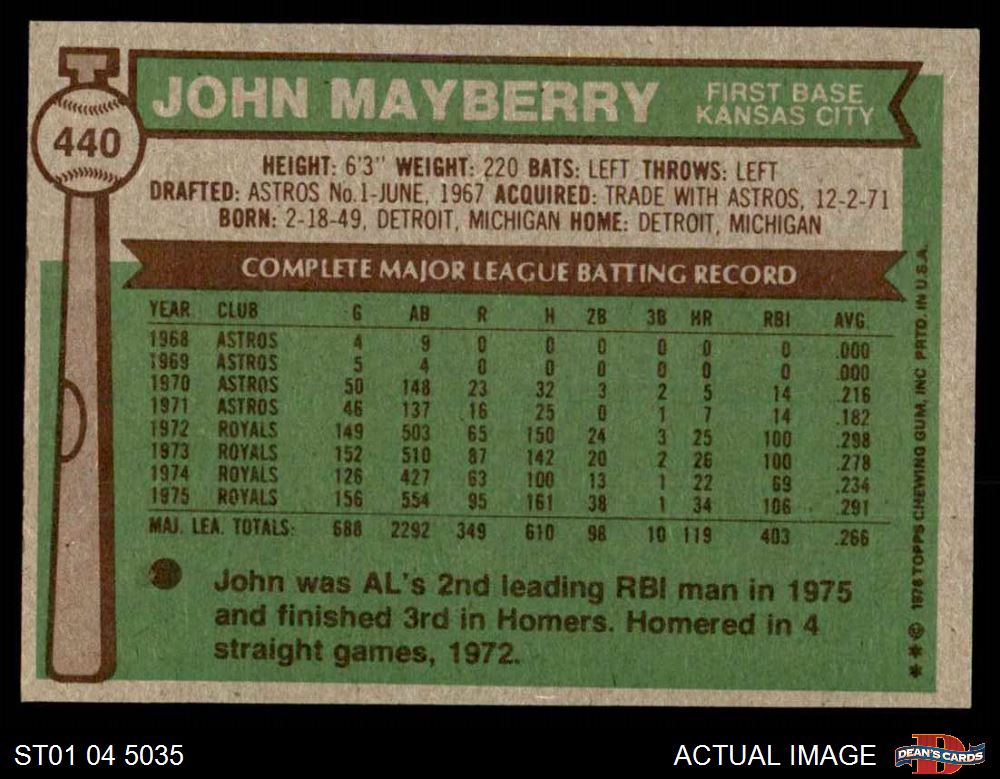 440
JOHN MAYBERRY
FIRST BASE
KANSAS CITY
HEIGHT: 6'3" WEIGHT: 220 BATS: LEFT THROWS: LEFT
DRAFTED: ASTROS No.1-JUNE, 1967 ACQUIRED: TRADE WITH ASTROS, 12-2-71
BORN: 2-18-49, DETROIT, MICHIGAN HOME: DETROIT, MICHIGAN
COMPLETE MAJOR LEAGUE BATTING RECORD
YEAR CLUB G AB R H 2B 3B HR RBI AVG.
1968 ASTROS 4 9 0 0 0 0 0 0 .000
1969 ASTROS 5 4 0 0 0 0 0 0 .000
1970 ASTROS 50 148 23 32 3 2 5 14 .216
1971 ASTROS 46 137 16 25 0 1 7 14 .182
1972 ROYALS 149 503 65 150 24 3 25 100 .298
1973 ROYALS 152 510 87 142 20 2 26 100 .278
1974 ROYALS 126 427 63 100 13 1 22 69 .234
1975 ROYALS 156 554 95 161 38 1 34 106 .291
MAJ. LEA. TOTALS: 688 2292 349 610 98 10 119 403 .266
John was AL's 2nd leading RBI man in 1975
and finished 3rd in Homers. Homered in 4
straight games, 1972.
**© 1976 TOPPS CHEWING GUM, INC PRTD. IN U.S.A.
ST01 04 5035
ACTUAL IMAGE
DEAN'S CARDS